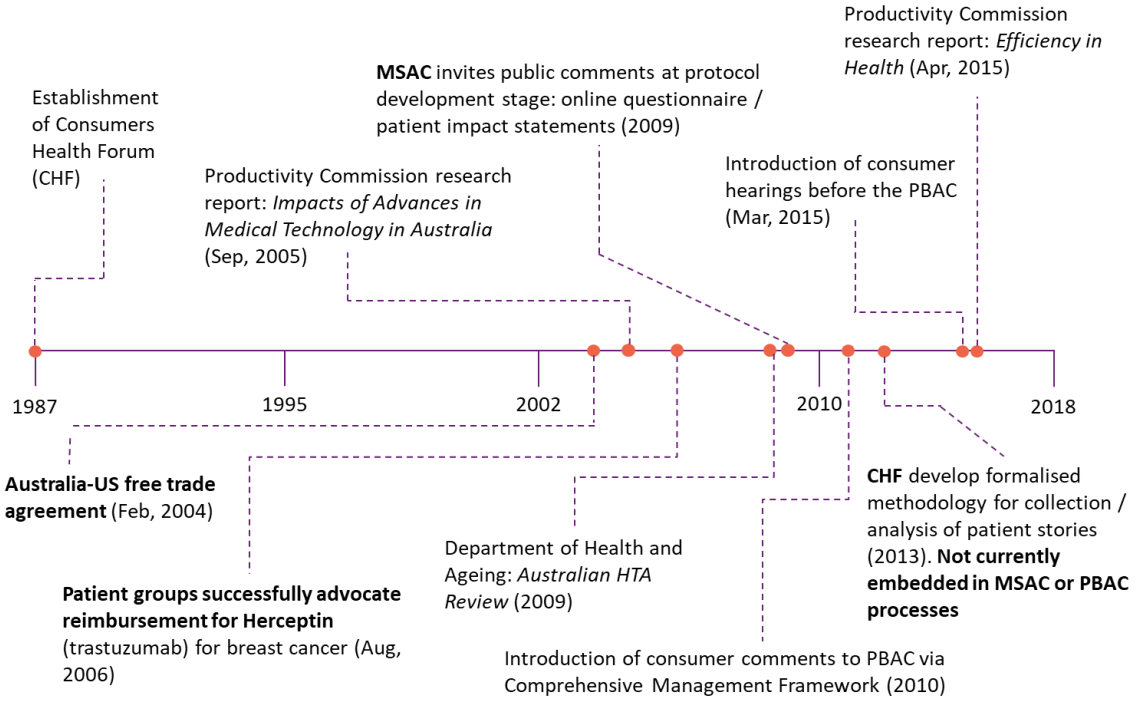 Productivity Commission
research report: Efficiency in
Health (Apr, 2015)
MSAC invites public comments at protocol
development stage: online questionnaire /
patient impact statements (2009)
Establishment
of Consumers
Health Forum
(CHF)
Productivity Commission research
report: Impacts of Advances in
Medical Technology in Australia
(Sep, 2005)
Introduction of consumer
hearings before the PBAC
(Mar, 2015)
1987
1995
2002
2010
2018
Australia-US free trade
agreement (Feb, 2004)
Patient groups successfully advocate
reimbursement for Herceptin
(trastuzumab) for breast cancer (Aug,
2006)
Department of Health and
Ageing: Australian HTA
Review (2009)
Introduction of consumer comments to PBAC via
Comprehensive Management Framework (2010)
CHF develop formalised
methodology for collection /
analysis of patient stories
(2013). Not currently
embedded in MSAC or PBAC
processes